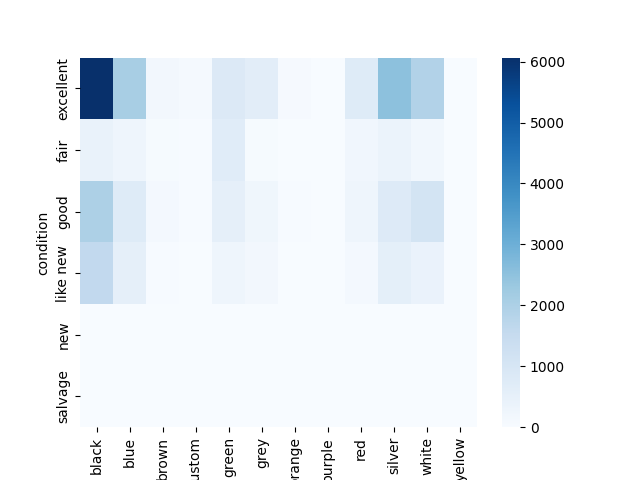 condition
excellent
fair
good
like new
new
salvage
black
blue
brown
ustom
green
grey
range
purple
red
silver
white
yellow
6000
5000
4000
3000
2000
1000
0